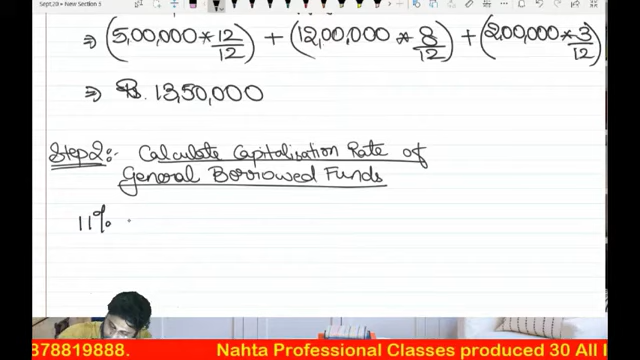 Sept.20 + New Section 3
⇒ (5,00,000 * 12/12) + (12,00,000 * 8/12) + (2,00,000 * 3/12)
⇒ Rs. 13,50,000
Step 2:- Calculate Capitalisation Rate of
General Borrowed Funds
11%
878819888. Nahta Professional Classes produced 30 All I